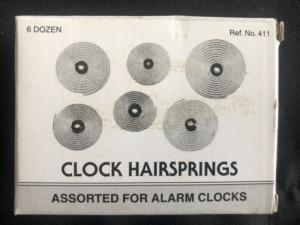 6 DOZEN
Ref. No. 411
CLOCK HAIRSPRINGS
ASSORTED FOR ALARM CLOCKS